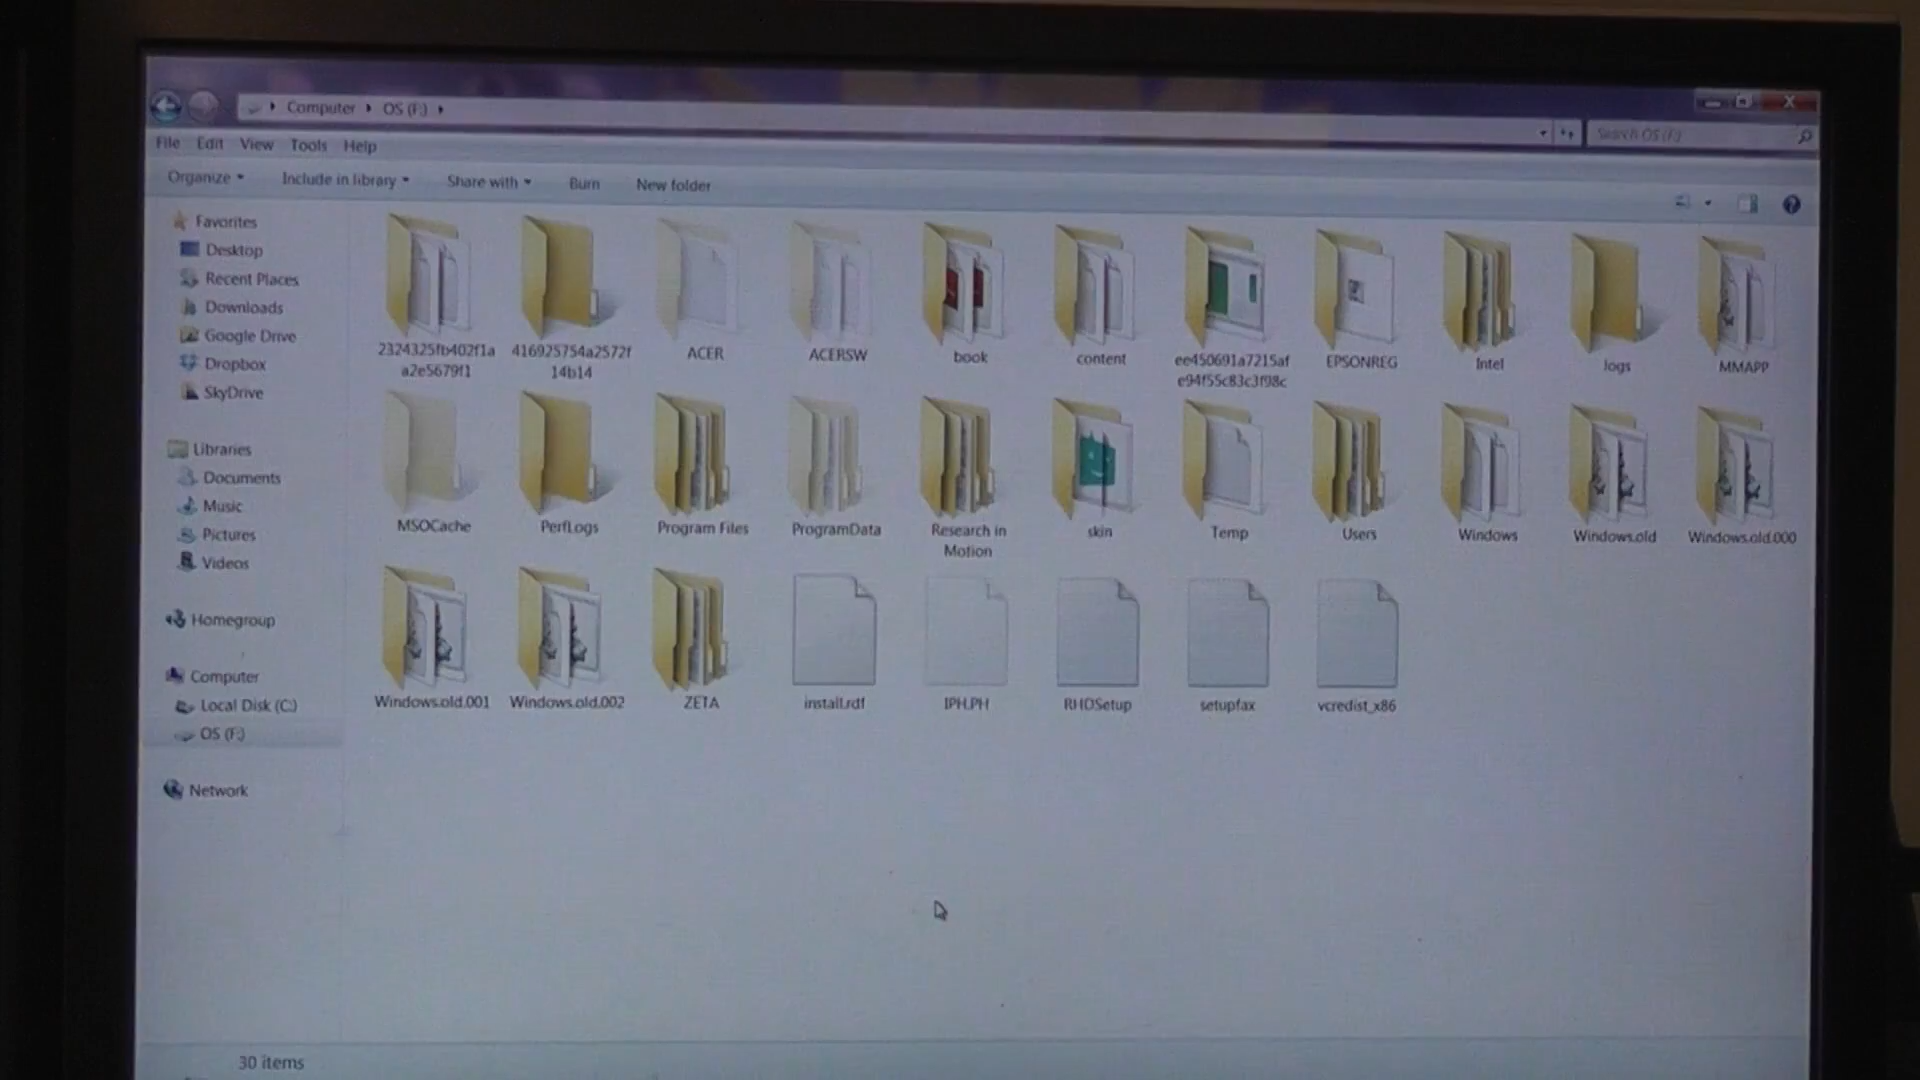 Computer OS (F:)
Search OS (F:)
File Edit View Tools Help
Organize Include in library Share with Burn New folder
Favorites
Desktop
Recent Places
Downloads
Google Drive
Dropbox
SkyDrive
Libraries
Documents
Music
Pictures
Videos
Homegroup
Computer
Local Disk (C:)
OS (F:)
Network
2324325fb402f1a
a2e5679f1
416925754a2572f
14b14
ACER
ACERSW
book
content
ee450691a7215af
e94f55c83c3f98c
EPSONREG
Intel
logs
MMAPP
MSOCache
PerfLogs
Program Files
ProgramData
Research in
Motion
skin
Temp
Users
Windows
Windows.old
Windows.old.000
Windows.old.001
Windows.old.002
ZETA
install.rdf
IPH.PH
RHDSetup
setupfax
vcredist_x86
30 items